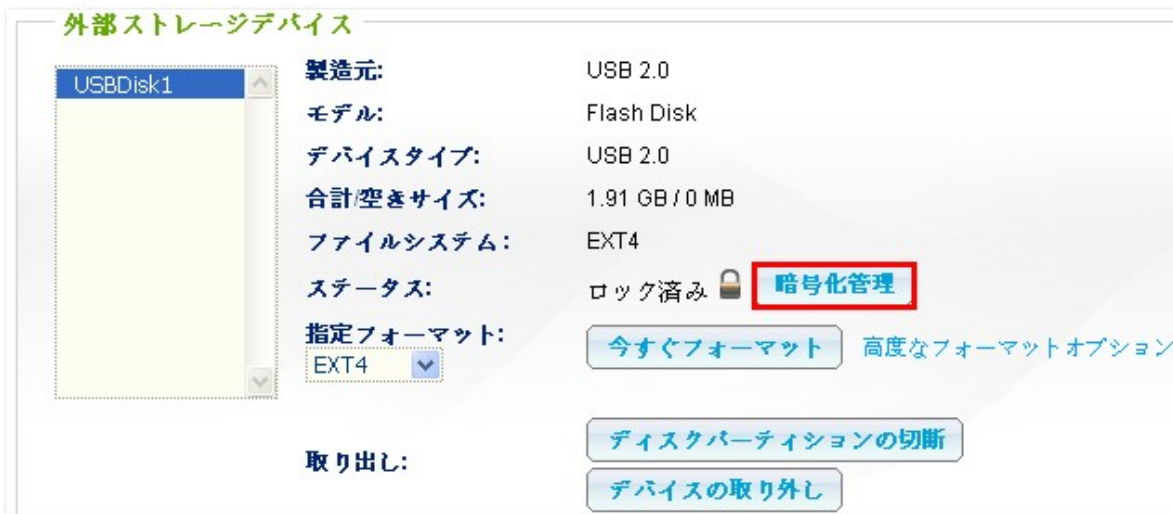 外部ストレージデバイス
USBDisk1
製造元: USB 2.0
モデル: Flash Disk
デバイスタイプ: USB 2.0
合計/空きサイズ: 1.91 GB / 0 MB
ファイルシステム: EXT4
ステータス: ロック済み 暗号化管理
指定フォーマット:
EXT4 今すぐフォーマット 高度なフォーマットオプション
取り出し: ディスクパーティションの切断
デバイスの取り外し